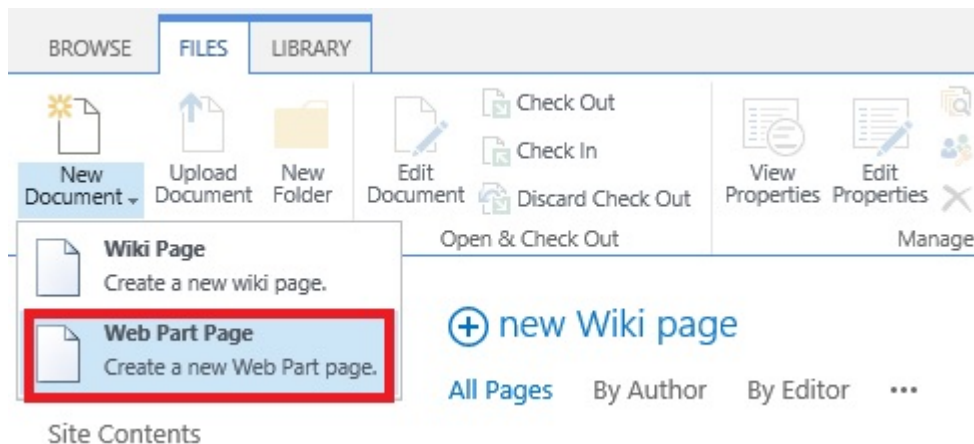 BROWSE FILES LIBRARY
New Document
Upload Document
New Folder
Edit Document
Check Out
Check In
Discard Check Out
View Properties
Edit Properties
Open & Check Out
Manage
Wiki Page
Create a new wiki page.
Web Part Page
Create a new Web Part page.
new Wiki page
All Pages By Author By Editor •••
Site Contents